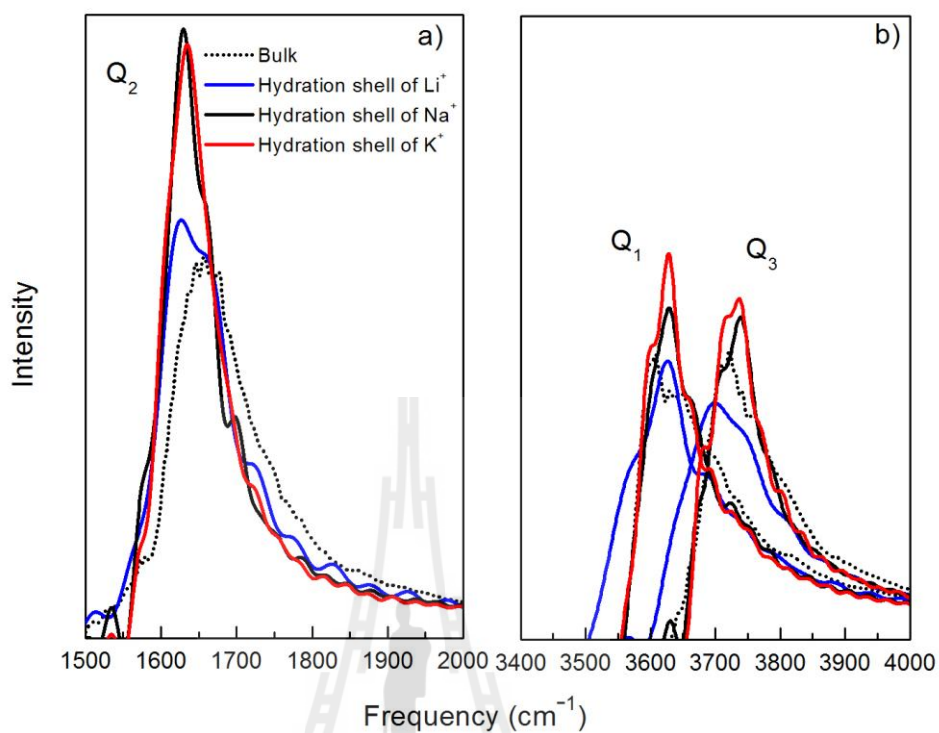 a)
Q₂
Bulk
Hydration shell of Li⁺
Hydration shell of Na⁺
Hydration shell of K⁺
b)
Q₁
Q₃
Intensity
1500 1600 1700 1800 1900 2000
3400 3500 3600 3700 3800 3900 4000
Frequency (cm⁻¹)